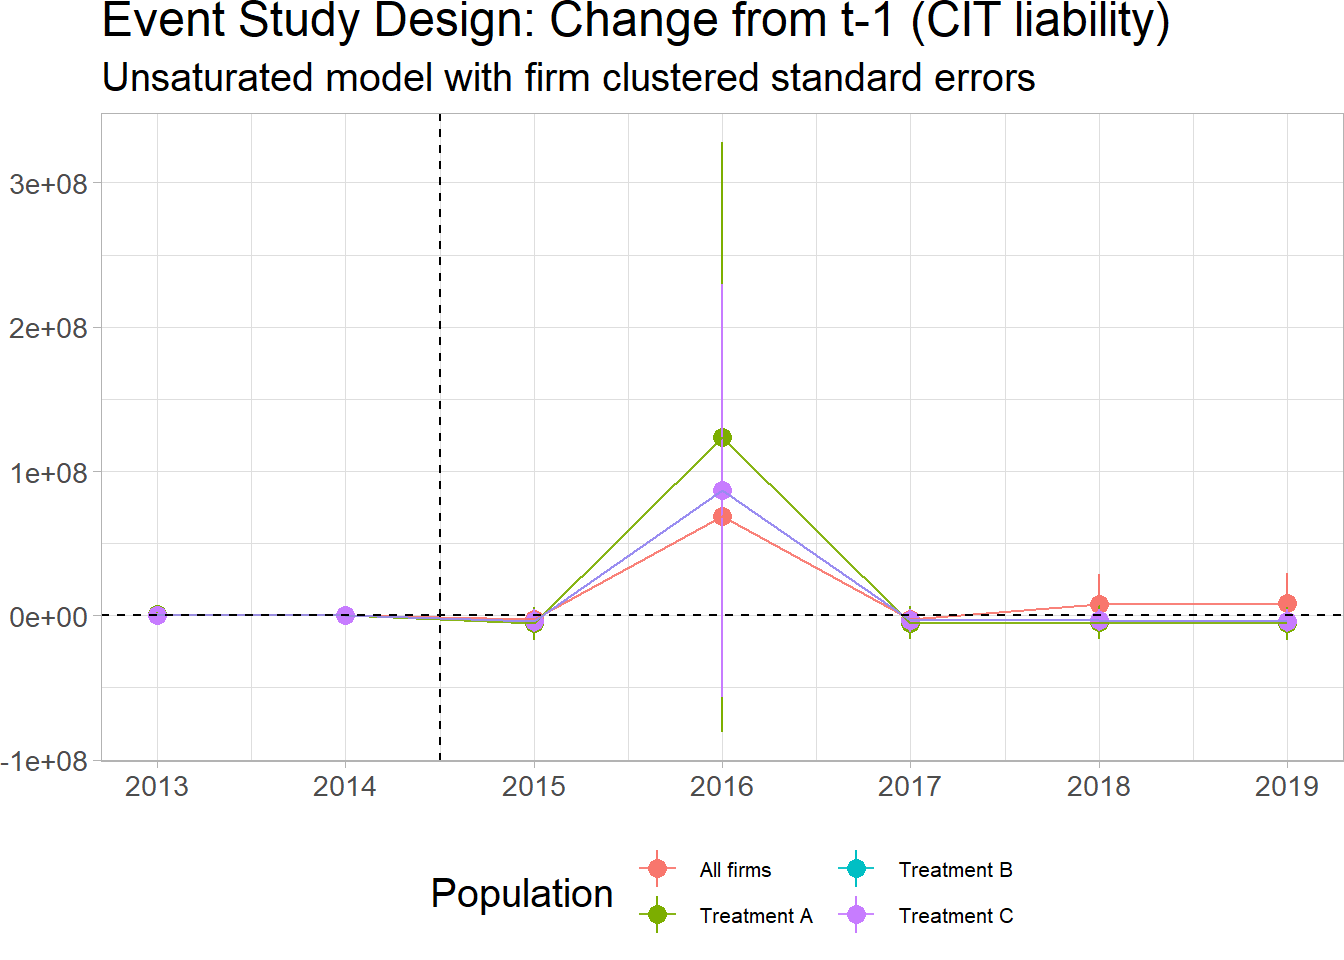 Event Study Design: Change from t-1 (CIT liability)
Unsaturated model with firm clustered standard errors
3e+08
2e+08
1e+08
0e+00
-1e+08
2013 2014 2015 2016 2017 2018 2019
Population
All firms
Treatment A
Treatment B
Treatment C